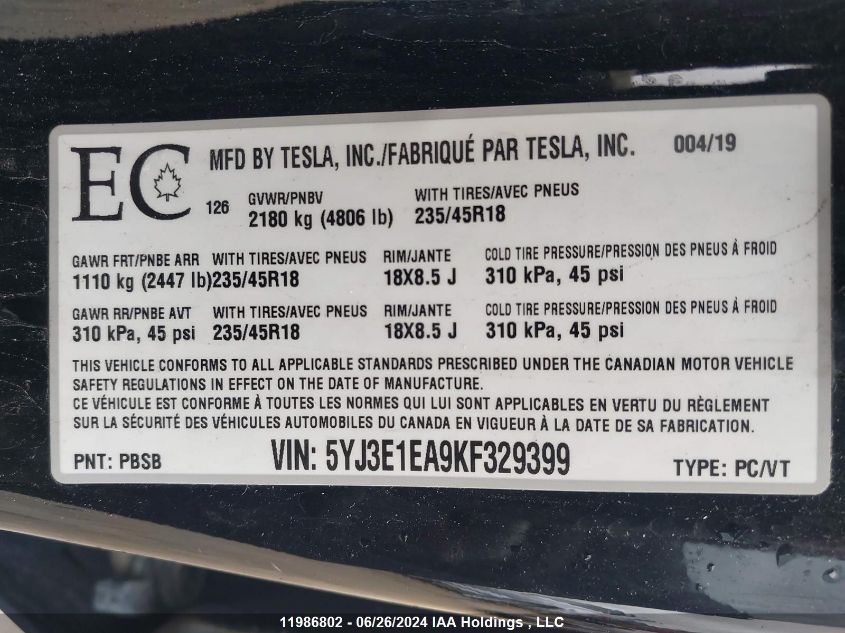 EC
MFD BY TESLA, INC./FABRIQUÉ PAR TESLA, INC. 004/19
126 GVWR/PNBV WITH TIRES/AVEC PNEUS
2180 kg (4806 lb) 235/45R18
GAWR FRT/PNBE ARR WITH TIRES/AVEC PNEUS RIM/JANTE COLD TIRE PRESSURE/PRESSION DES PNEUS À FROID
1110 kg (2447 lb)235/45R18 18X8.5 J 310 kPa, 45 psi
GAWR RR/PNBE AVT WITH TIRES/AVEC PNEUS RIM/JANTE COLD TIRE PRESSURE/PRESSION DES PNEUS À FROID
310 kPa, 45 psi 235/45R18 18X8.5 J 310 kPa, 45 psi
THIS VEHICLE CONFORMS TO ALL APPLICABLE STANDARDS PRESCRIBED UNDER THE CANADIAN MOTOR VEHICLE
SAFETY REGULATIONS IN EFFECT ON THE DATE OF MANUFACTURE.
CE VÉHICULE EST CONFORME À TOUTES LES NORMES QUI LUI SONT APPLICABLES EN VERTU DU RÈGLEMENT
SUR LA SÉCURITÉ DES VÉHICULES AUTOMOBILES DU CANADA EN VIGUEUR À LA DATE DE SA FABRICATION.
PNT: PBSB VIN: 5YJ3E1EA9KF329399 TYPE: PC/VT
11986802 - 06/26/2024 IAA Holdings , LLC